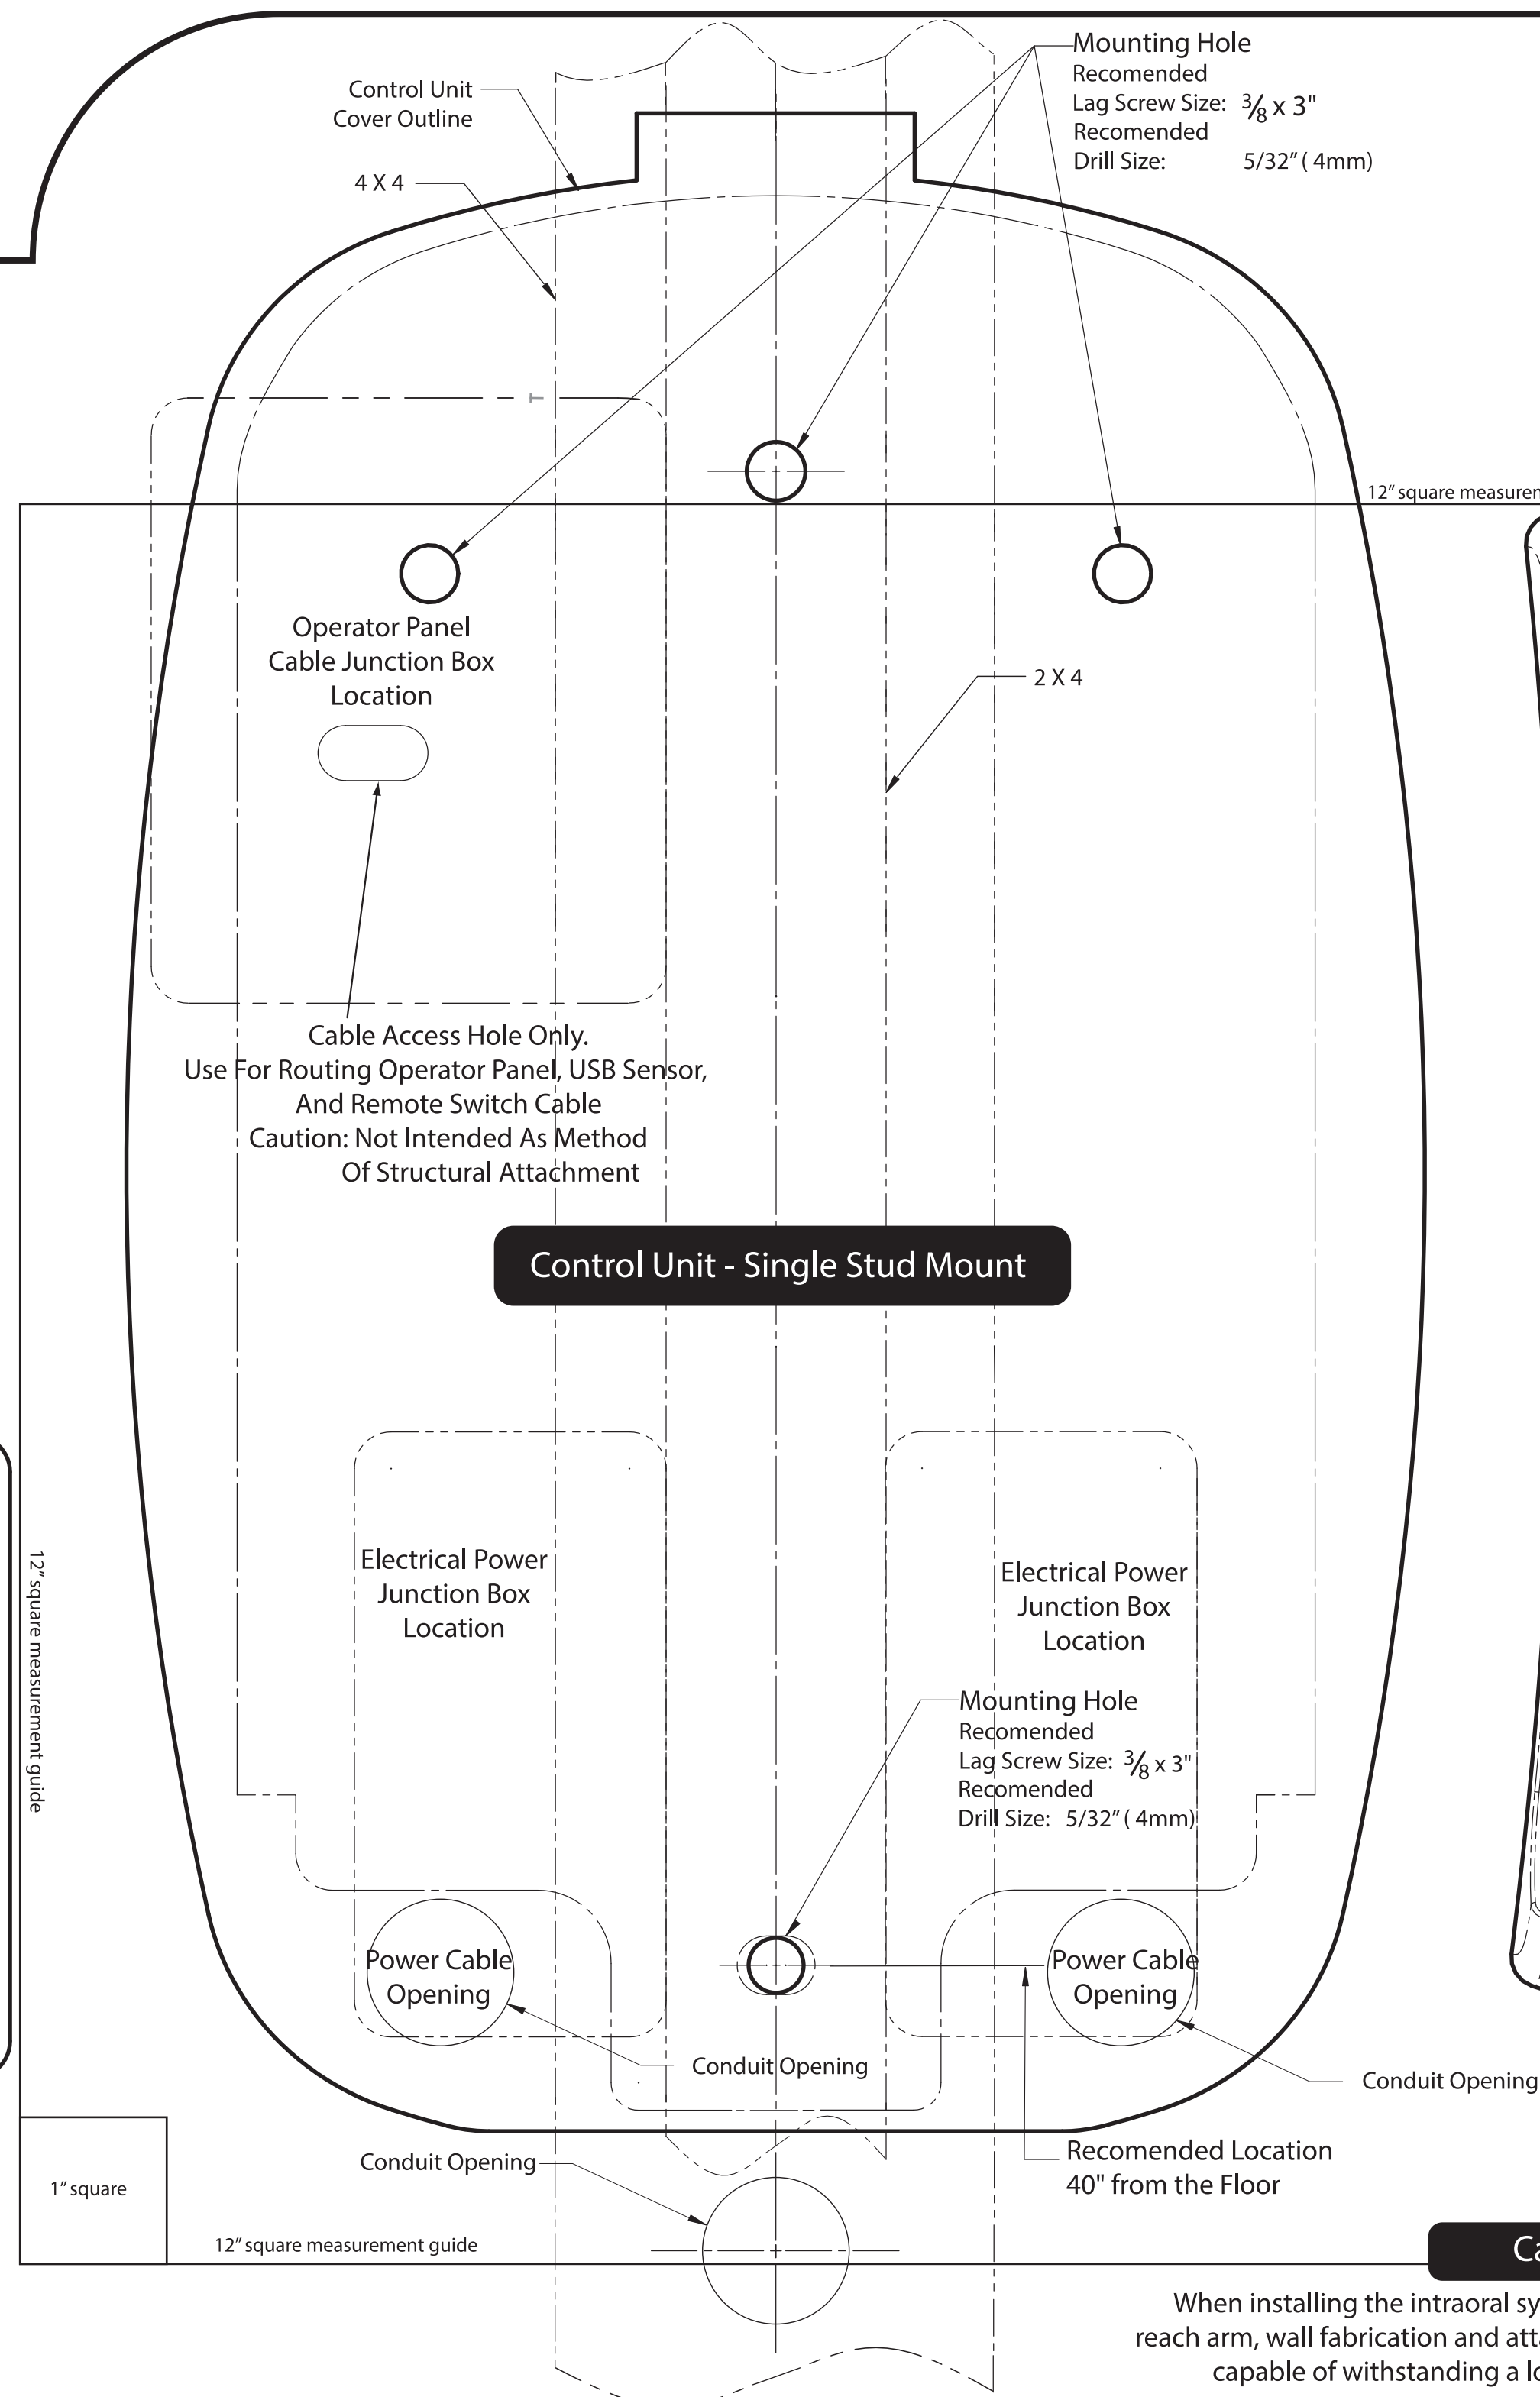 Mounting Hole
Recomended
Lag Screw Size: 3/8 x 3"
Recomended
Drill Size: 5/32" ( 4mm)
Control Unit
Cover Outline
4 X 4
12" square
Operator Panel
Cable Junction Box
Location
2 X 4
Cable Access Hole Only.
Use For Routing Operator Panel, USB Sensor,
And Remote Switch Cable
Caution: Not Intended As Method
Of Structural Attachment
Control Unit - Single Stud Mount
12" square measurement guide
Electrical Power
Junction Box
Location
Electrical Power
Junction Box
Location
Mounting Hole
Recomended
Lag Screw Size: 3/8 x 3"
Recomended
Drill Size: 5/32" ( 4mm)
Power Cable
Opening
Power Cable
Opening
Conduit Opening
Conduit Opening
Recomended Location
40" from the Floor
Conduit Opening
1" square
12" square measurement guide
When installing the intraoral
reach arm, wall fabrication and
capable of withstanding a